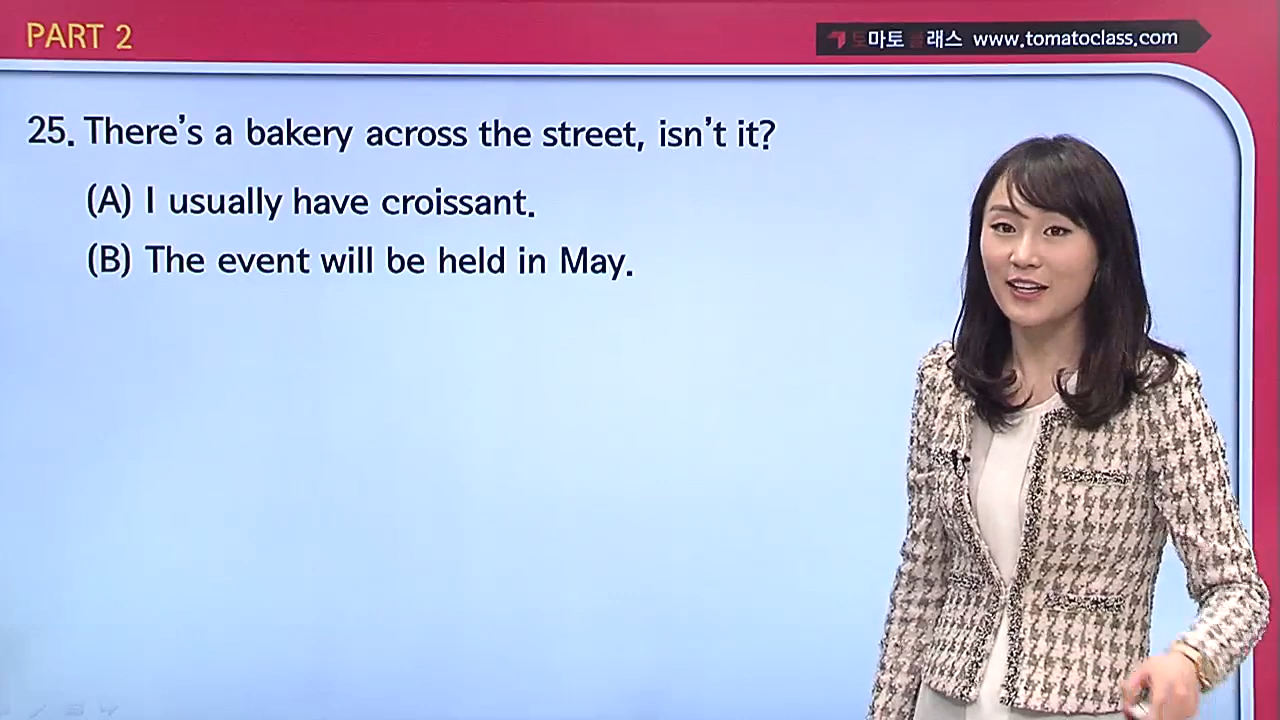 PART 2
토마토 클래스 www.tomatoclass.com
25. There's a bakery across the street, isn't it?
(A) I usually have croissant.
(B) The event will be held in May.